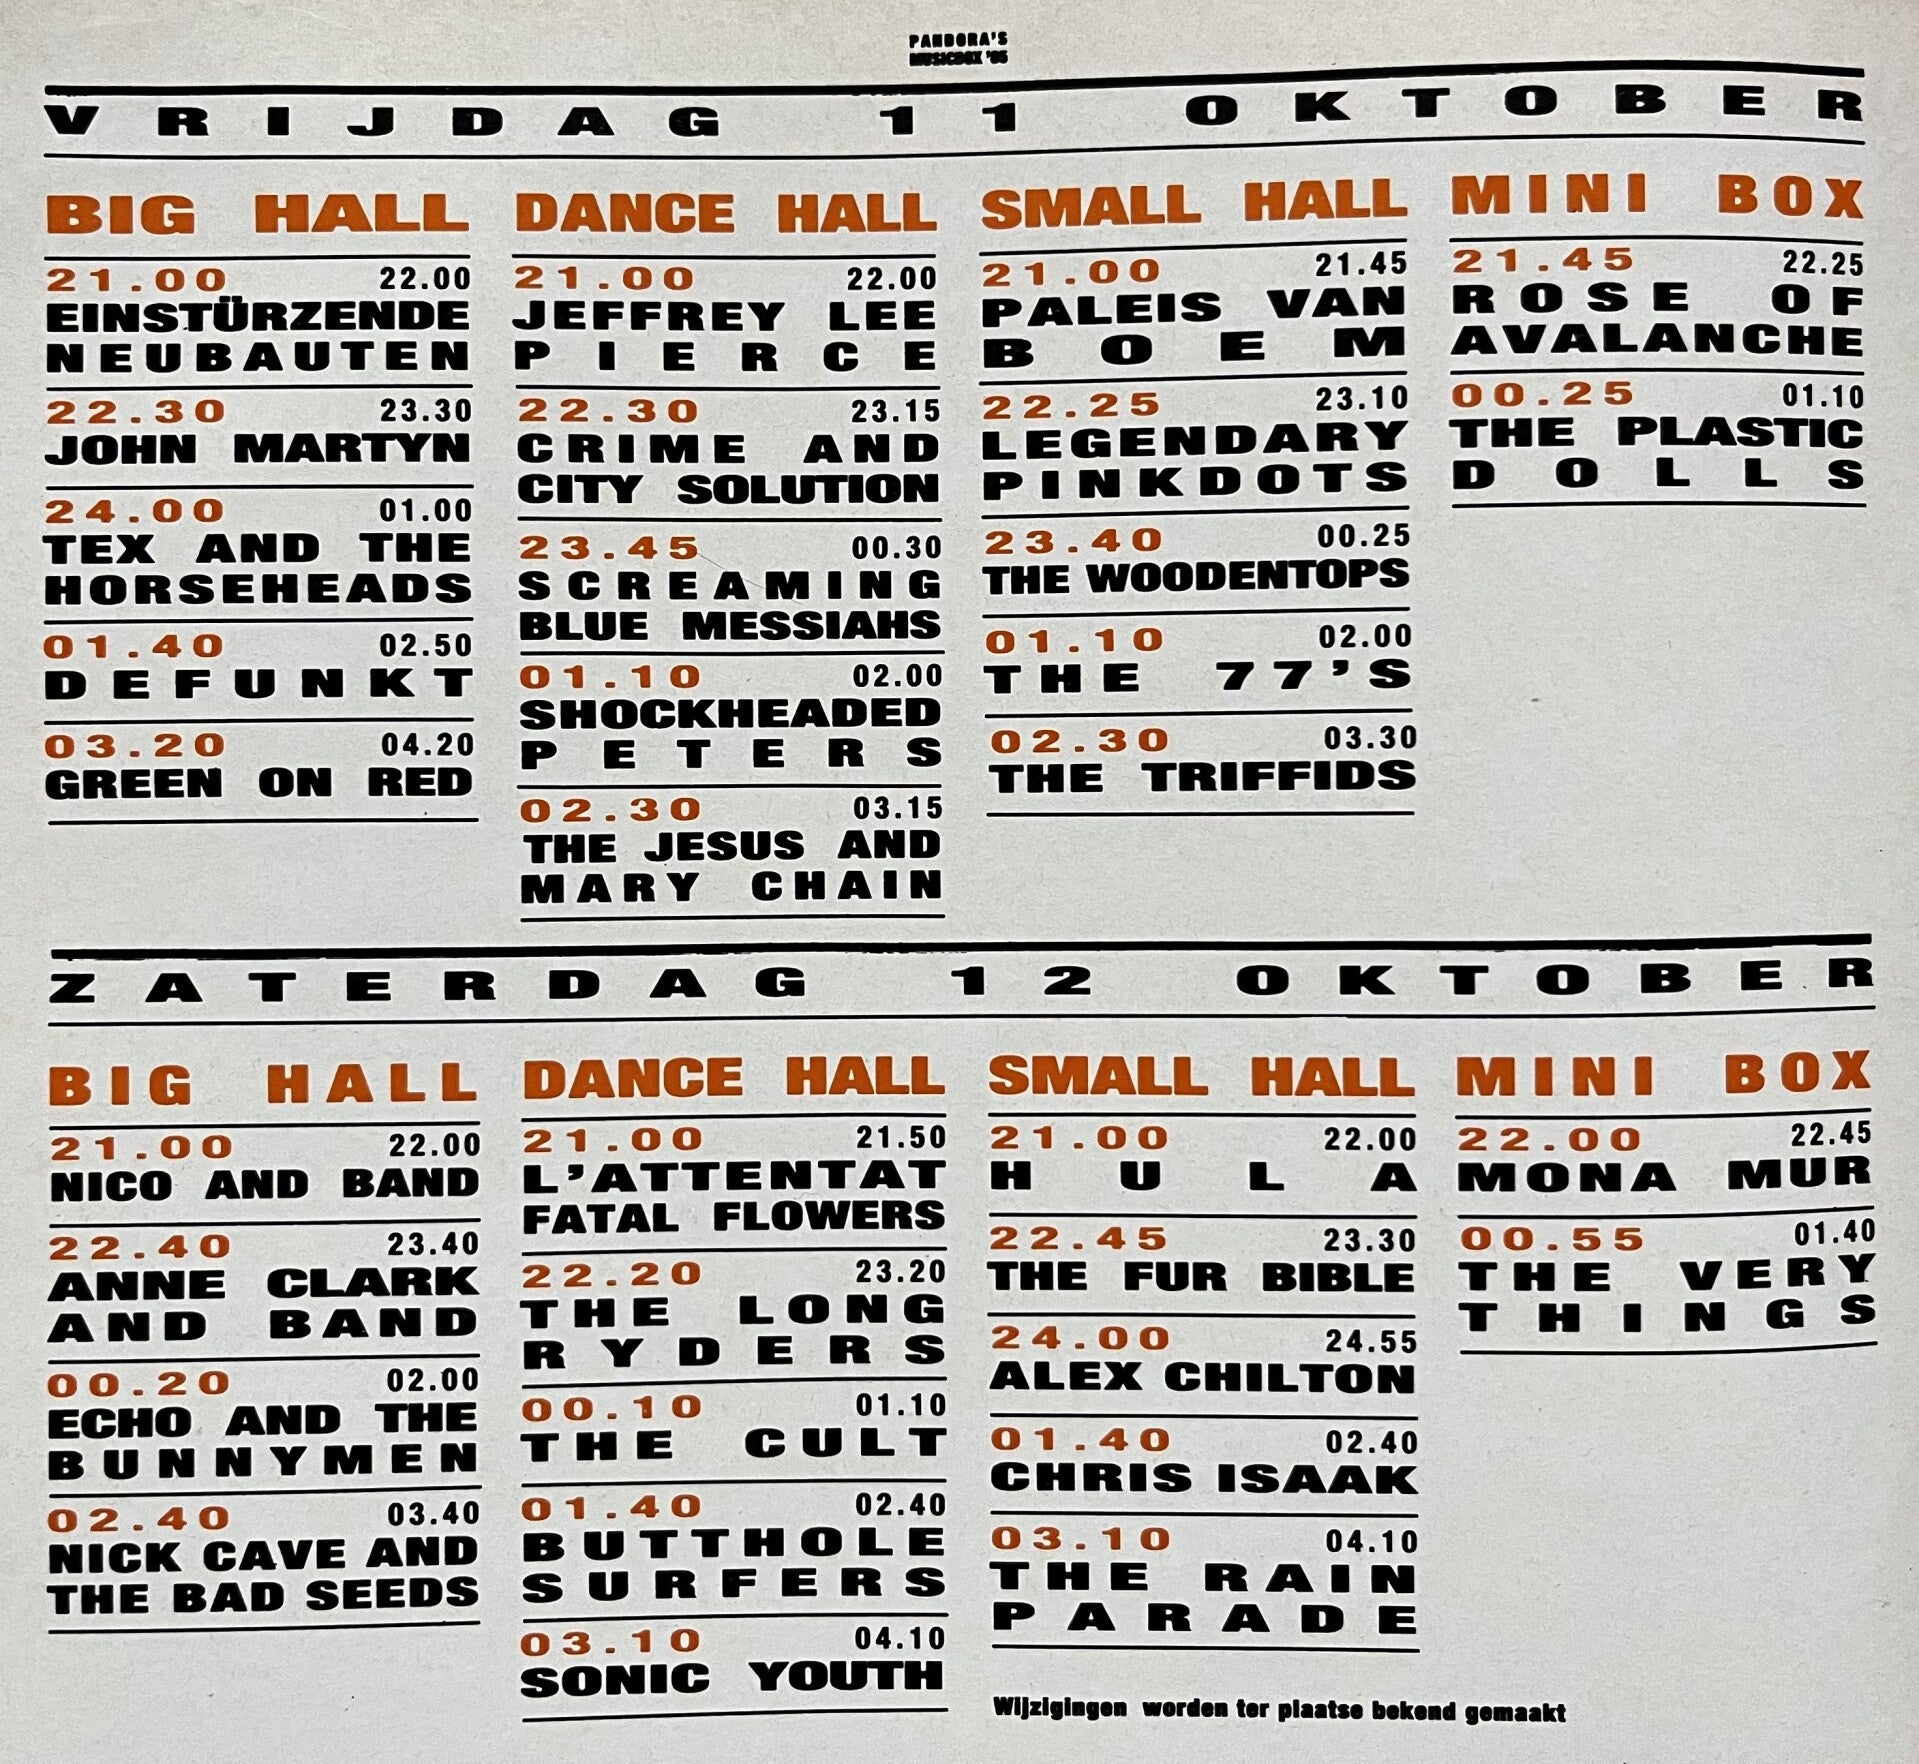 PANDORA'S
MUSICBOX '85
VRIJDAG 11 OKTOBER
BIG HALL
21.00 22.00
EINSTÜRZENDE
NEUBAUTEN
22.30 23.30
JOHN MARTYN
24.00 01.00
TEX AND THE
HORSEHEADS
01.40 02.50
DEFUNKT
03.20 04.20
GREEN ON RED
DANCE HALL
21.00 22.00
JEFFREY LEE
PIERCE
22.30 23.15
CRIME AND
CITY SOLUTION
23.45 00.30
SCREAMING
BLUE MESSIAHS
01.10 02.00
SHOCKHEADED
PETERS
02.30 03.15
THE JESUS AND
MARY CHAIN
SMALL HALL
21.00 21.45
PALEIS VAN
BOEM
22.25 23.10
LEGENDARY
PINKDOTS
23.40 00.25
THE WOODENTOPS
01.10 02.00
THE 77'S
02.30 03.30
THE TRIFFIDS
MINI BOX
21.45 22.25
ROSE OF
AVALANCHE
00.25 01.10
THE PLASTIC
DOLLS
ZATERDAG 12 OKTOBER
BIG HALL
21.00 22.00
NICO AND BAND
22.40 23.40
ANNE CLARK
AND BAND
00.20 02.00
ECHO AND THE
BUNNYMEN
02.40 03.40
NICK CAVE AND
THE BAD SEEDS
DANCE HALL
21.00 21.50
L'ATTENTAT
FATAL FLOWERS
22.20 23.20
THE LONG
RYDERS
00.10 01.10
THE CULT
01.40 02.40
BUTTHOLE
SURFERS
03.10 04.10
SONIC YOUTH
SMALL HALL
21.00 22.00
HULA
22.45 23.30
THE FUR BIBLE
24.00 24.55
ALEX CHILTON
01.40 02.40
CHRIS ISAAK
03.10 04.10
THE RAIN
PARADE
MINI BOX
22.00 22.45
MONA MUR
00.55 01.40
THE VERY
THINGS
Wijzigingen worden ter plaatse bekend gemaakt